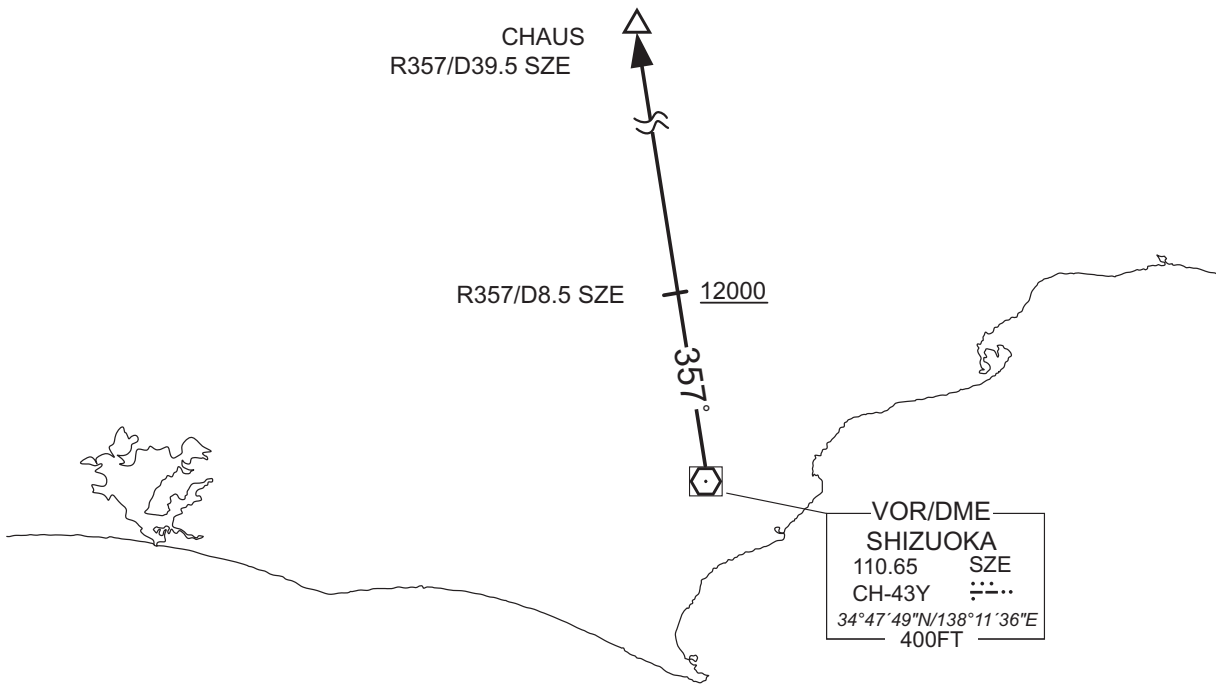 CHAUS
R357/D39.5 SZE
R357/D8.5 SZE
12000
357°
VOR/DME
SHIZUOKA
110.65 SZE
CH-43Y
34°47´49"N/138°11´36"E
400FT